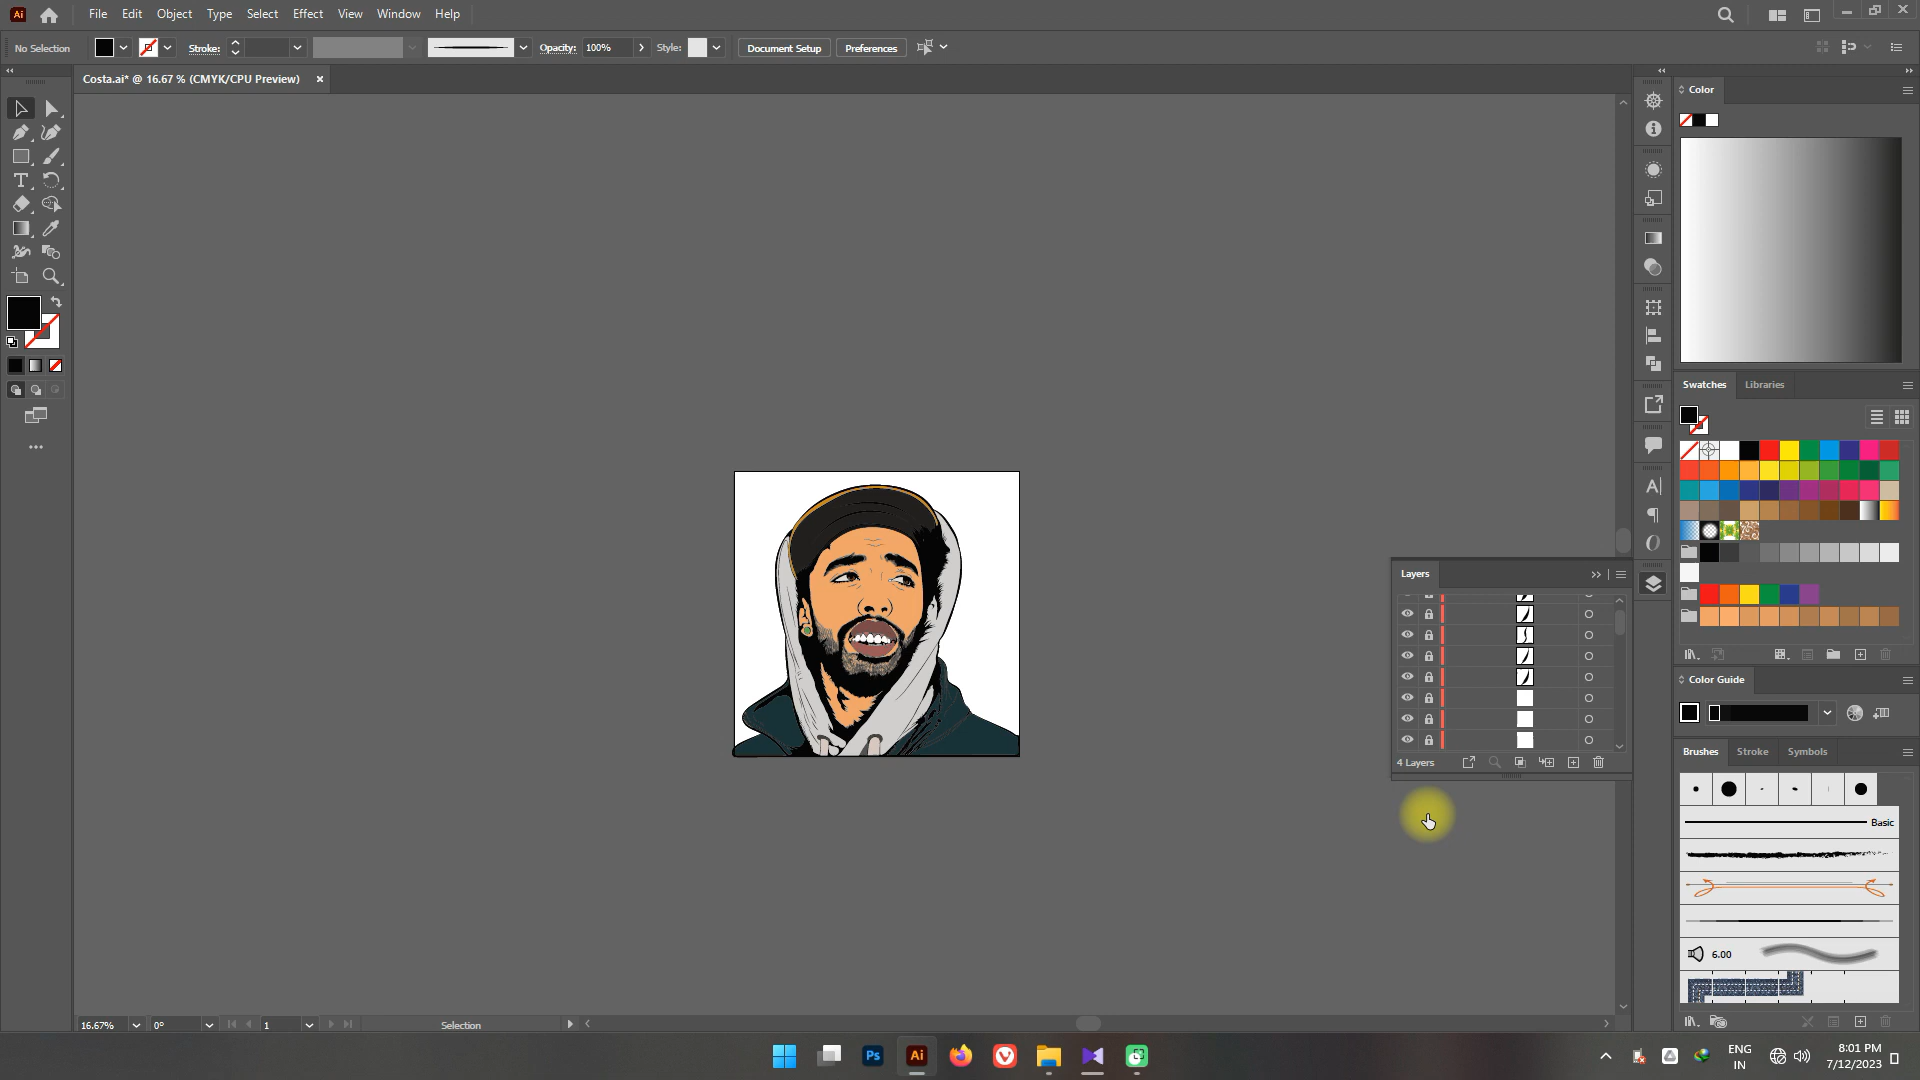 Ai File Edit Object Type Select Effect View Window Help
No Selection Stroke: Opacity: 100% Style: Document Setup Preferences
Costa.ai* @ 16.67 % (CMYK/CPU Preview) ×
Color
Swatches Libraries
Layers
4 Layers
Color Guide
Brushes Stroke Symbols
Basic
6.00
16.67% 0° 1 Selection
Ps Ai
ENG
IN
8:01 PM
7/12/2023